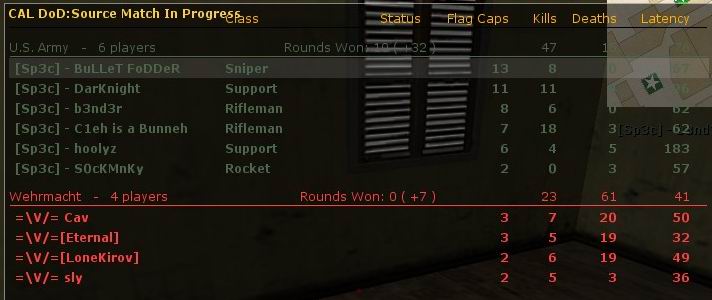 CAL DoD:Source Match In Progress Class Status Flag Caps Kills Deaths Latency
U.S. Army - 6 players Rounds Won: 10 ( +32 ) 47
[Sp3c] - BuLLeT FoDDeR Sniper 13 8 67
[Sp3c] - DarKnight Support 11 11
[Sp3c] - b3nd3r Rifleman 8 6 0 62
[Sp3c] - C1eh is a Bunneh Rifleman 7 18 3 62
[Sp3c] - hoolyz Support 6 4 5 183
[Sp3c] - S0cKMnKy Rocket 2 0 3 57
Wehrmacht - 4 players Rounds Won: 0 ( +7 ) 23 61 41
=\V/= Cav 3 7 20 50
=\V/=[Eternal] 3 5 19 32
=\V/=[LoneKirov] 2 6 19 49
=\V/= sly 2 5 3 36